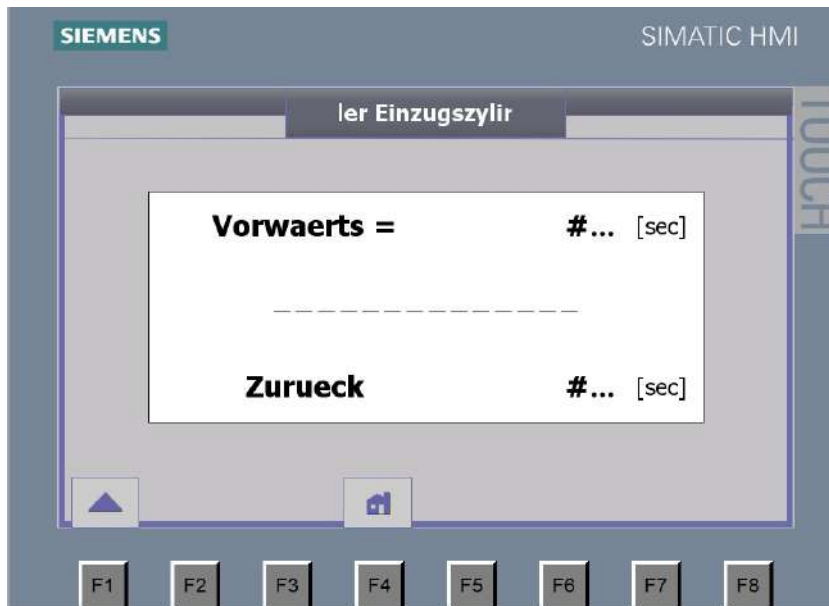 SIEMENS
SIMATIC HMI
TOUCH
ler Einzugszylir
Vorwaerts = #... [sec]
_ _ _ _ _ _ _ _ _ _ _ _ _ _
Zurueck #... [sec]
F1 F2 F3 F4 F5 F6 F7 F8